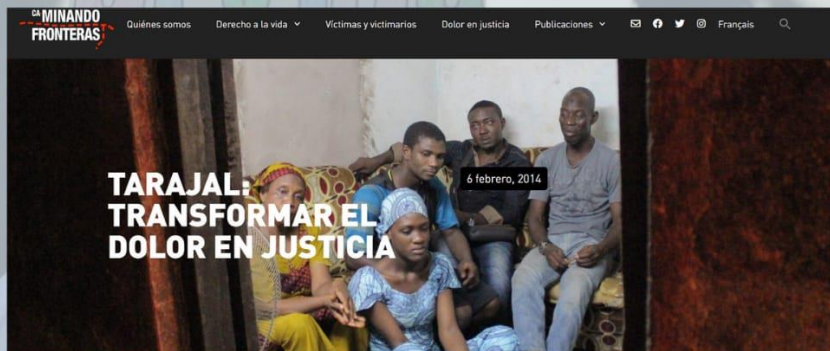 CA MINANDO
FRONTERAS
Quiénes somos Derecho a la vida Víctimas y victimarios Dolor en justicia Publicaciones Français
6 febrero, 2014
TARAJAL:
TRANSFORMAR EL
DOLOR EN JUSTICIA